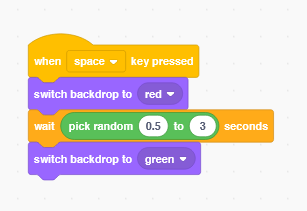 when space key pressed
switch backdrop to red
wait pick random 0.5 to 3 seconds
switch backdrop to green